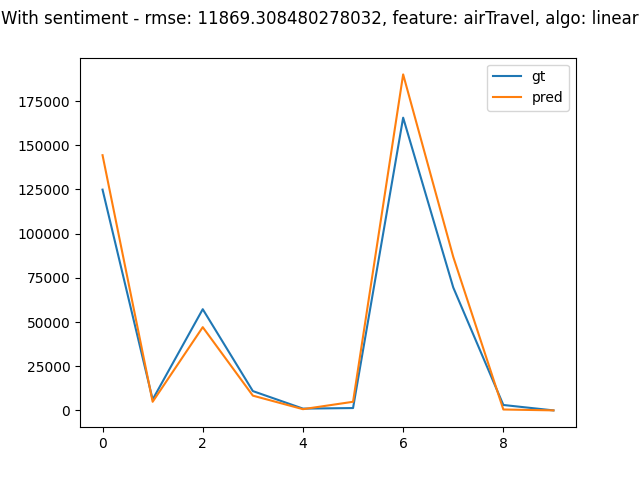 With sentiment - rmse: 11869.308480278032, feature: airTravel, algo: linear
gt
pred
175000
150000
125000
100000
75000
50000
25000
0
0 2 4 6 8